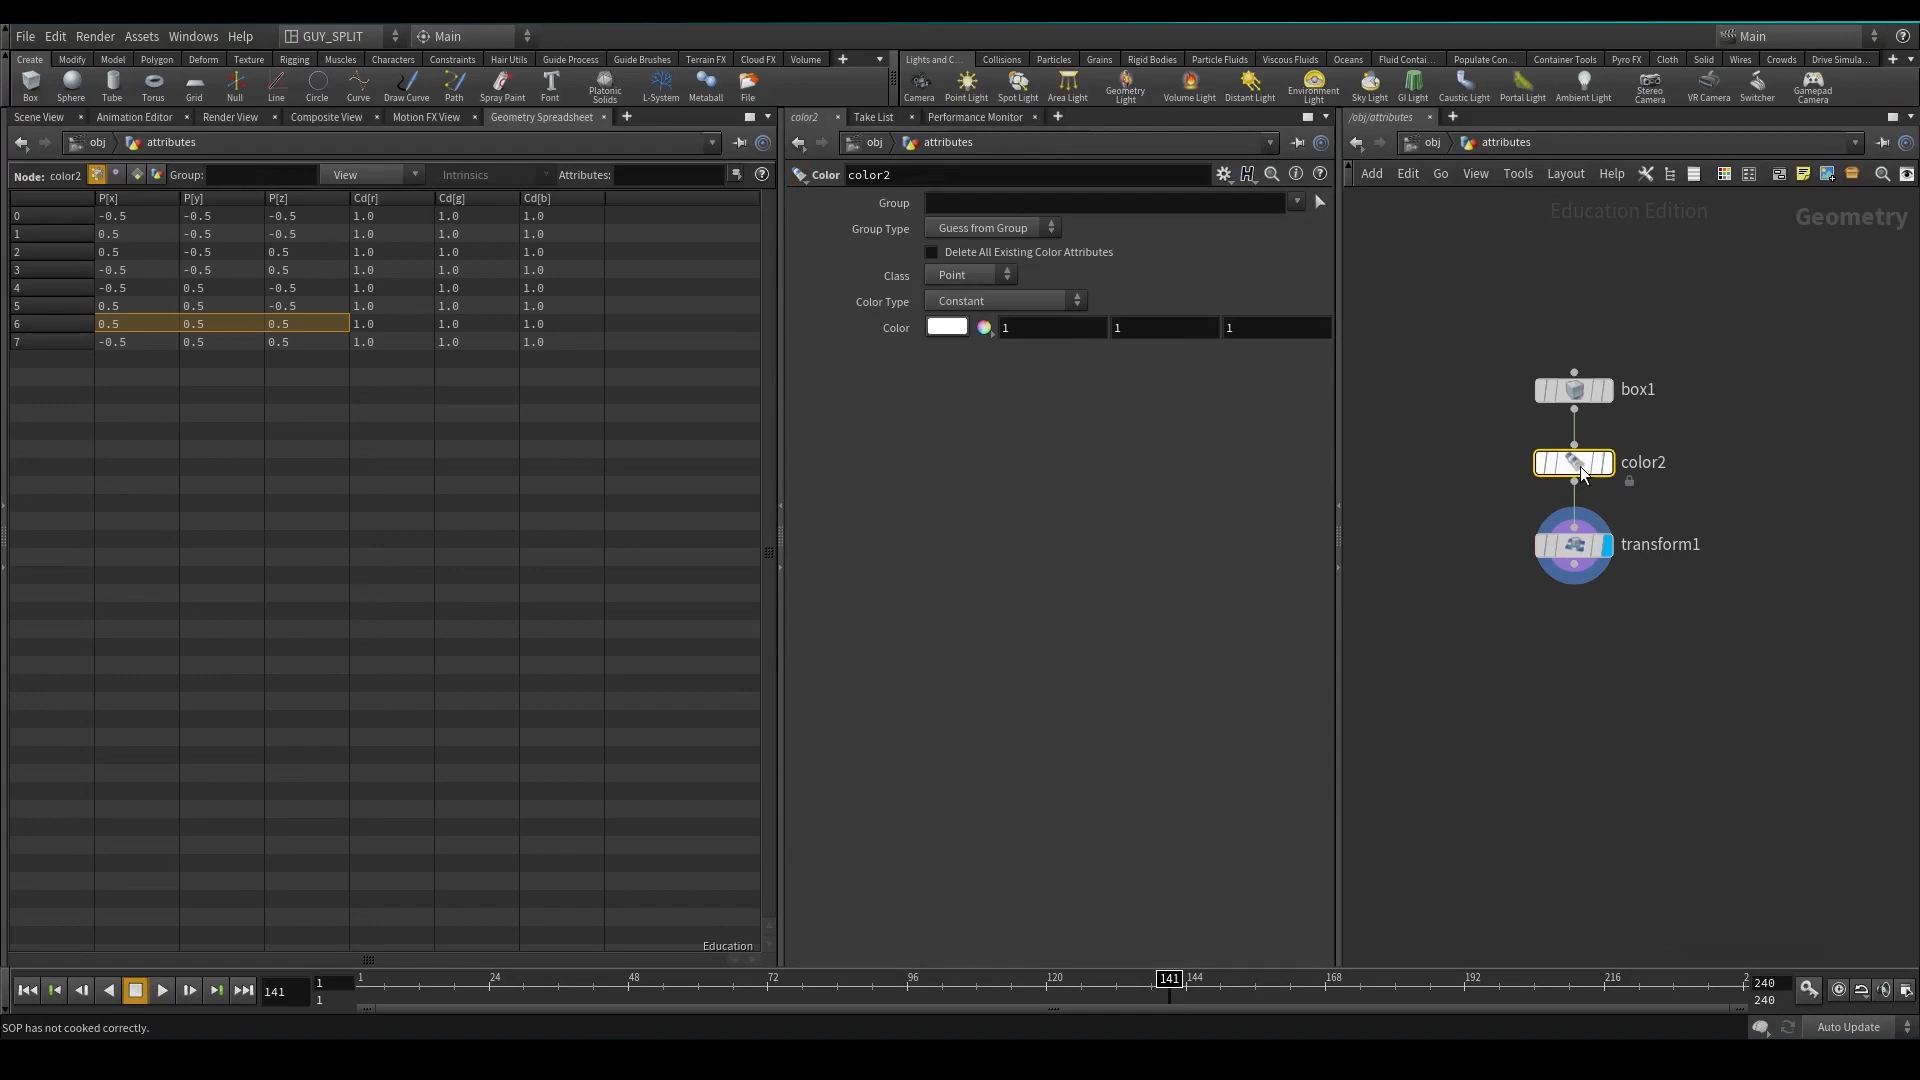 File Edit Render Assets Windows Help GUY_SPLIT Main Main
Create Modify Model Polygon Deform Texture Rigging Muscles Characters Constraints Hair Utils Guide Process Guide Brushes Terrain FX Cloud FX Volume
Lights and C... Collisions Particles Grains Rigid Bodies Particle Fluids Viscous Fluids Oceans Fluid Contai... Populate Con... Container Tools Pyro FX Cloth Solid Wires Crowds Drive Simula...
Box Sphere Tube Torus Grid Null Line Circle Curve Draw Curve Path Spray Paint Font Platonic Solids L-System Metaball File
Camera Point Light Spot Light Area Light Geometry Light Volume Light Distant Light Environment Light Sky Light GI Light Caustic Light Portal Light Ambient Light Stereo Camera VR Camera Switcher Gamepad Camera
Scene View Animation Editor Render View Composite View Motion FX View Geometry Spreadsheet
color2 Take List Performance Monitor
/obj/attributes
obj attributes
obj attributes
obj attributes
Node: color2 Group: View Intrinsics Attributes:
Color color2
Add Edit Go View Tools Layout Help
P[x] P[y] P[z] Cd[r] Cd[g] Cd[b]
0 -0.5 -0.5 -0.5 1.0 1.0 1.0
1 0.5 -0.5 -0.5 1.0 1.0 1.0
2 0.5 -0.5 0.5 1.0 1.0 1.0
3 -0.5 -0.5 0.5 1.0 1.0 1.0
4 -0.5 0.5 -0.5 1.0 1.0 1.0
5 0.5 0.5 -0.5 1.0 1.0 1.0
6 0.5 0.5 0.5 1.0 1.0 1.0
7 -0.5 0.5 0.5 1.0 1.0 1.0
Education
Group
Group Type Guess from Group
Delete All Existing Color Attributes
Class Point
Color Type Constant
Color 1 1 1
Education Edition
Geometry
box1
color2
transform1
141 1 1
1 24 48 72 96 120 141 144 168 192 216 2
240 240
SOP has not cooked correctly.
Auto Update